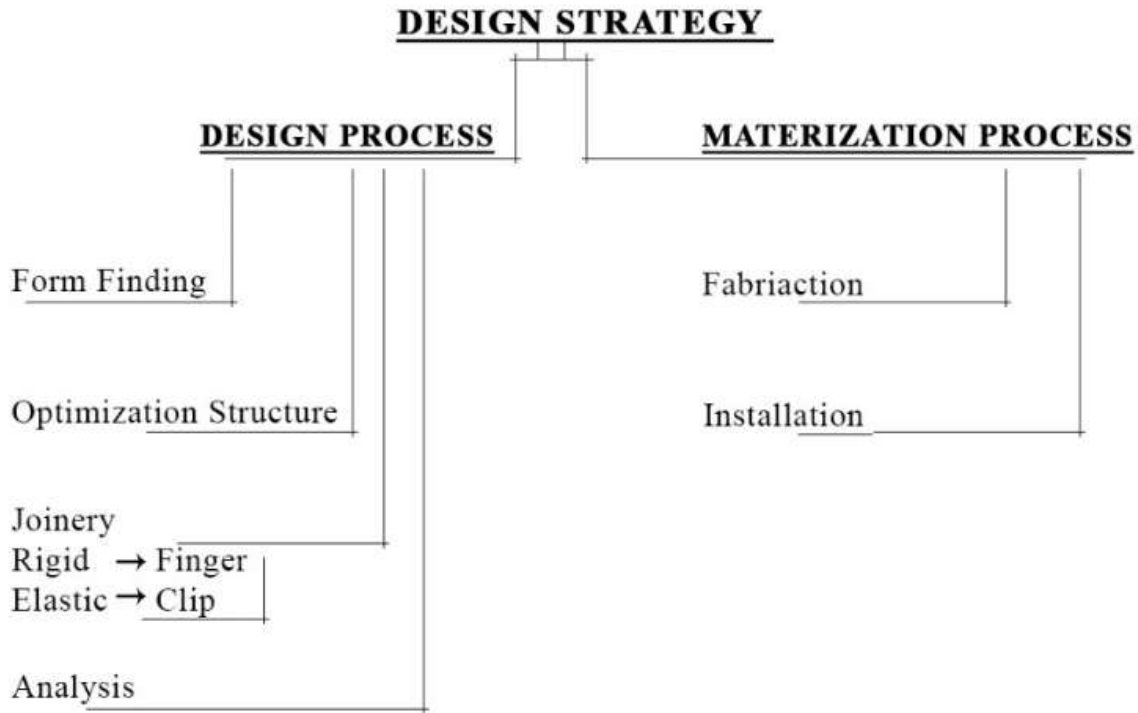 DESIGN STRATEGY
DESIGN PROCESS
Form Finding
Optimization Structure
Joinery
Rigid → Finger
Elastic → Clip
Analysis
MATERIZATION PROCESS
Fabriaction
Installation